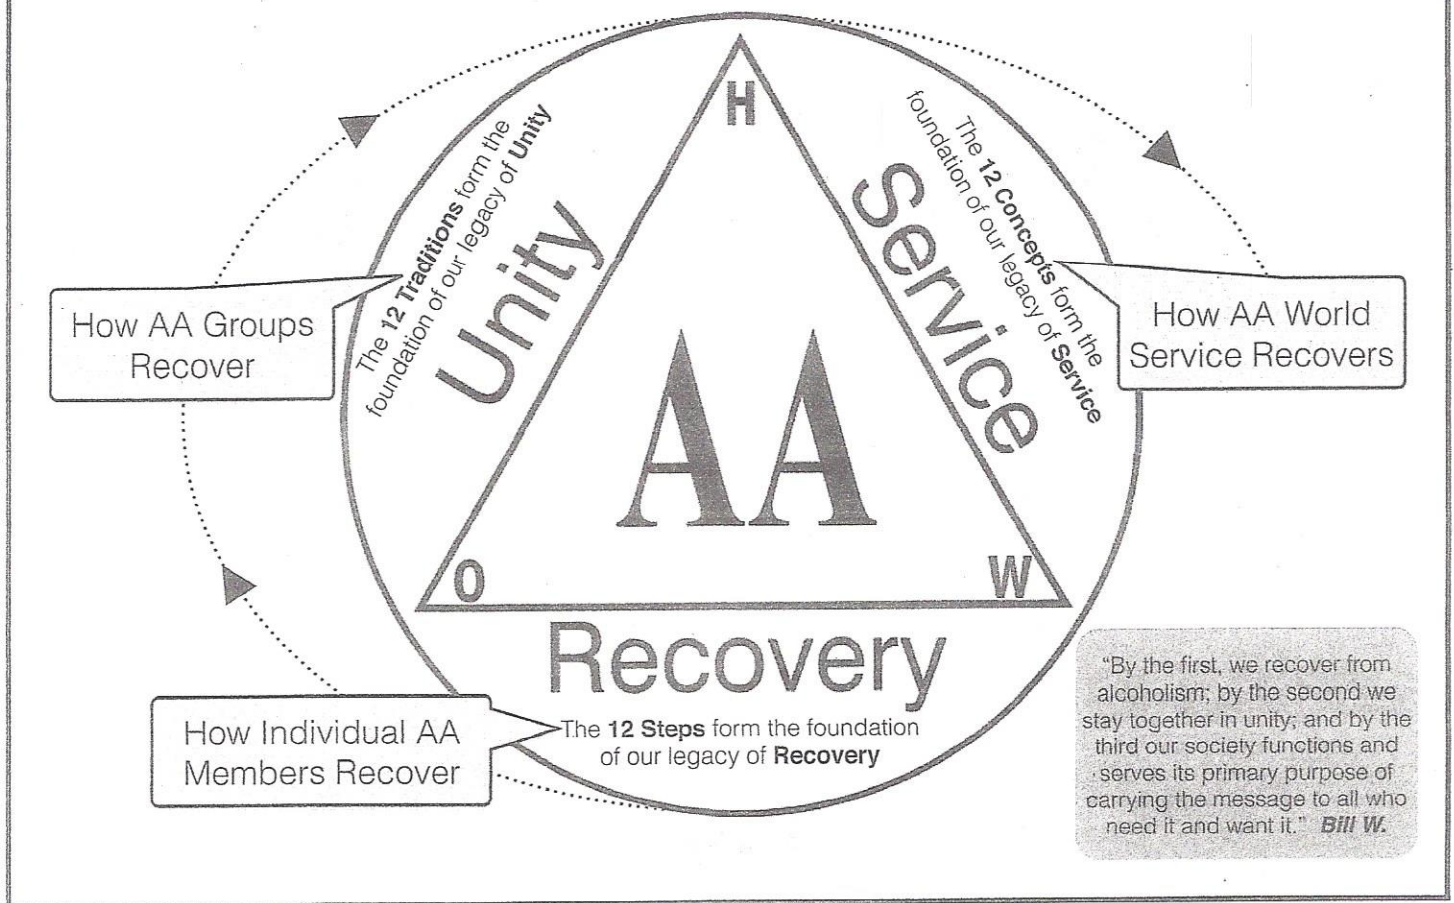 H
The 12 Traditions form the
foundation of our legacy of Unity
Unity
The 12 Concepts form the
foundation of our legacy of Service
Service
How AA Groups
Recover
How AA World
Service Recovers
AA
O
W
Recovery
The 12 Steps form the foundation
of our legacy of Recovery
How Individual AA
Members Recover
"By the first, we recover from
alcoholism; by the second we
stay together in unity; and by the
third our society functions and
serves its primary purpose of
carrying the message to all who
need it and want it." Bill W.